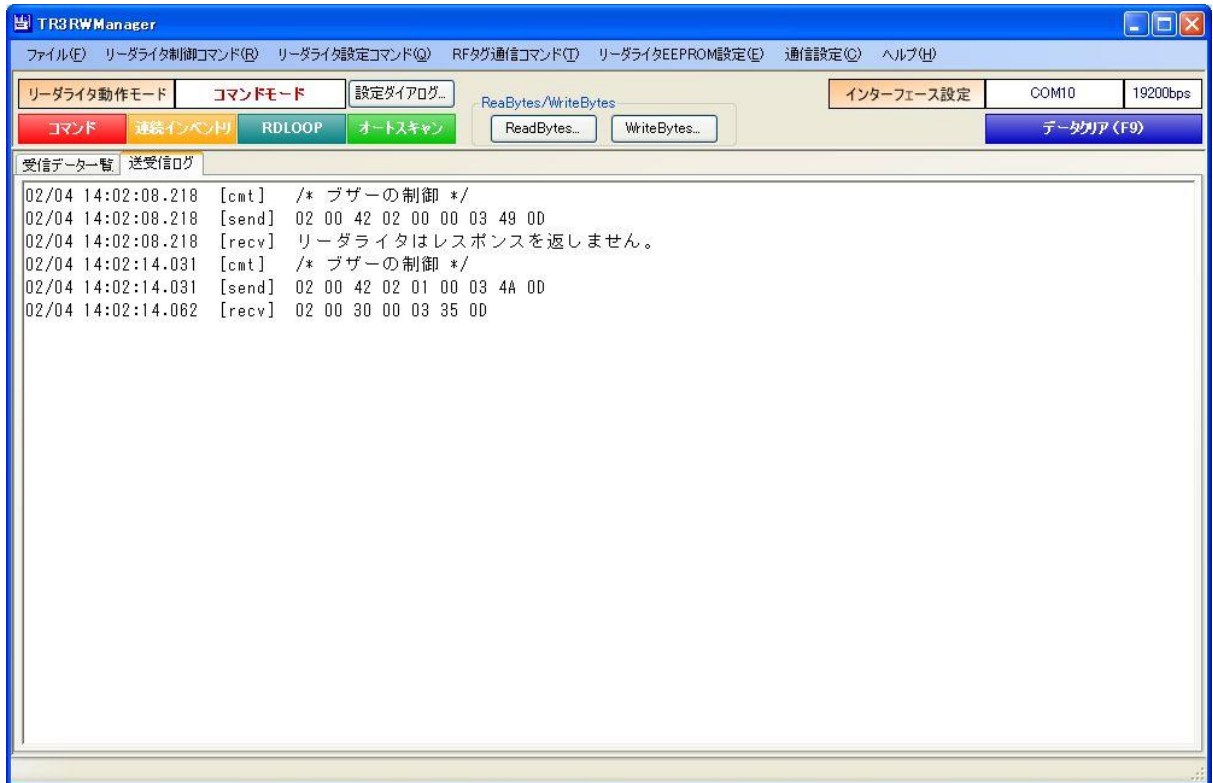 TR3RWManager
ファイル(F) リーダライタ制御コマンド(R) リーダライタ設定コマンド(Q) RFタグ通信コマンド(T) リーダライタEEPROM設定(E) 通信設定(C) ヘルプ(H)
リーダライタ動作モード コマンドモード 設定ダイアログ... ReaBytes/WriteBytes インターフェース設定 COM10 19200bps
コマンド 連続インベントリ RDLOOP オートスキャン ReadBytes... WriteBytes... データクリア(F9)
受信データ一覧 送受信ログ
02/04 14:02:08.218 [cmt] /* ブザーの制御 */
02/04 14:02:08.218 [send] 02 00 42 02 00 00 03 49 0D
02/04 14:02:08.218 [recv] リーダライタはレスポンスを返しません。
02/04 14:02:14.031 [cmt] /* ブザーの制御 */
02/04 14:02:14.031 [send] 02 00 42 02 01 00 03 4A 0D
02/04 14:02:14.062 [recv] 02 00 30 00 03 35 0D